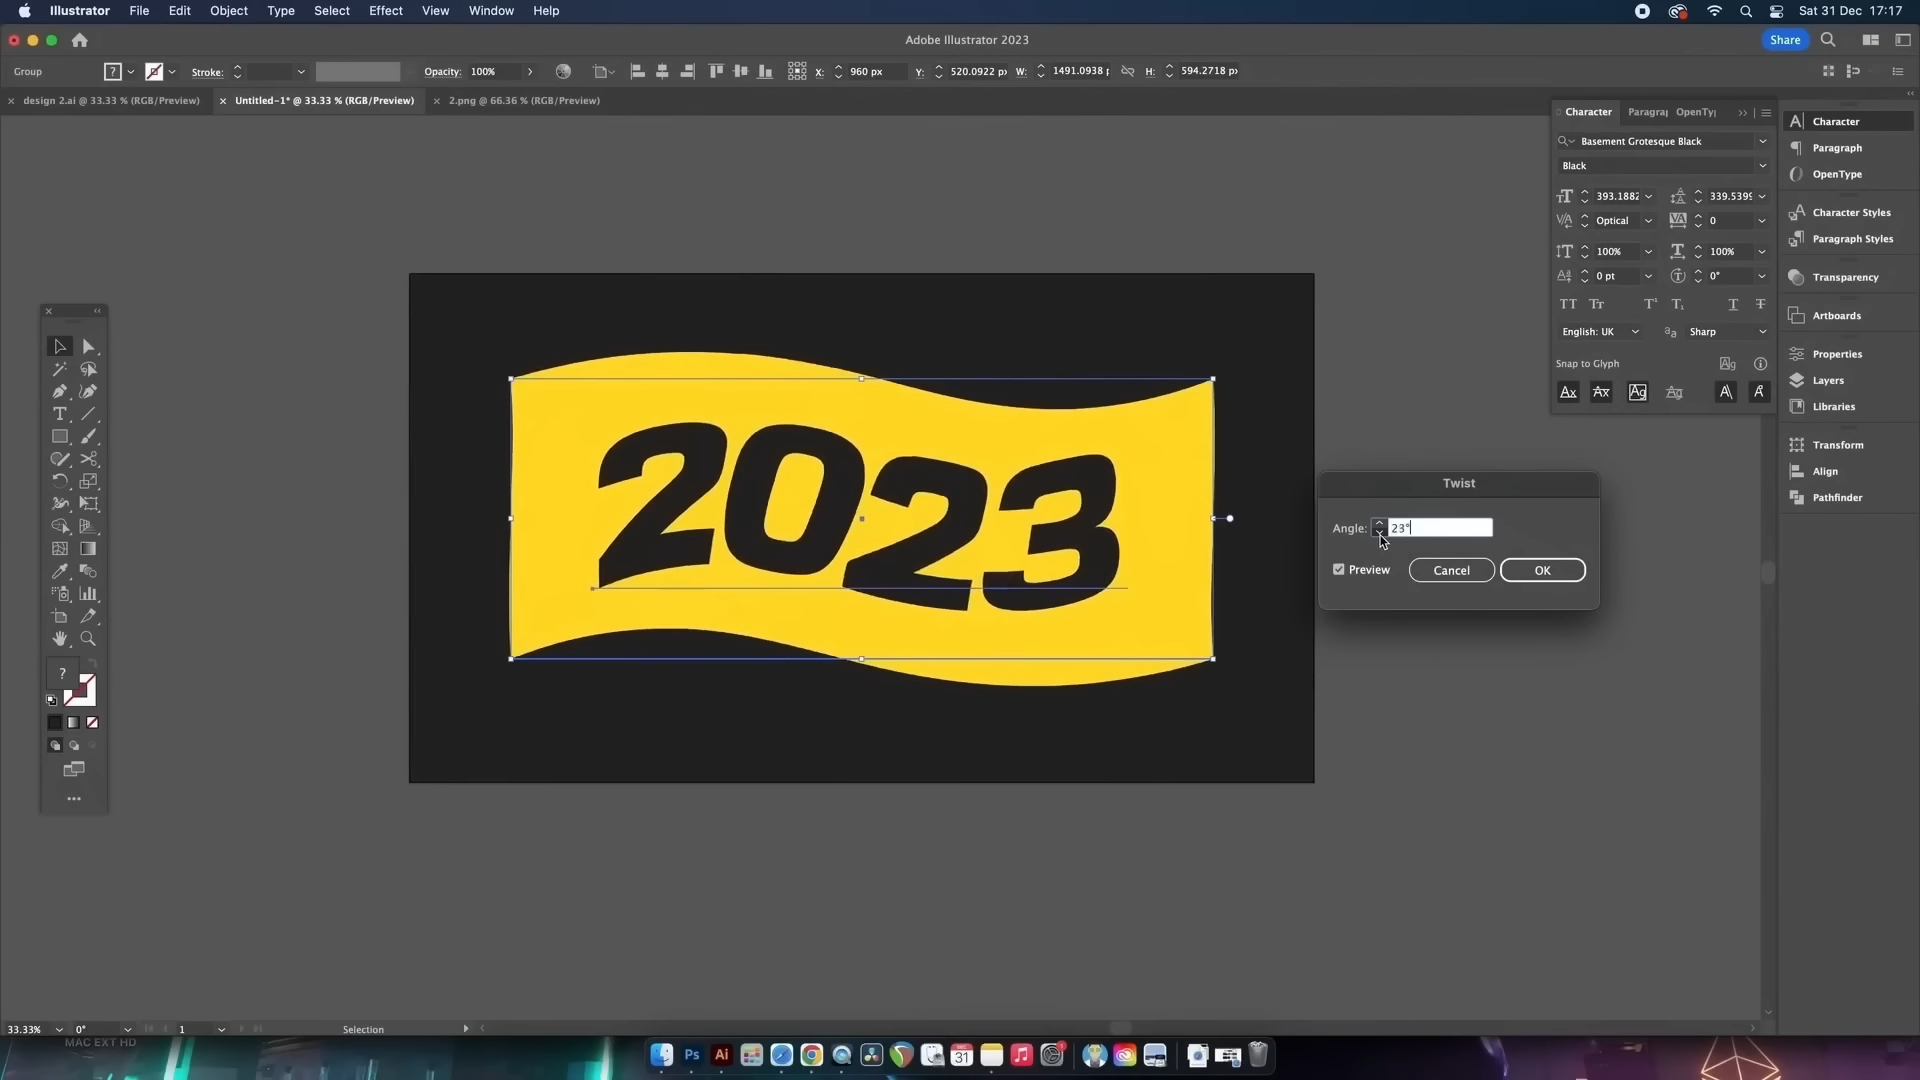 Illustrator File Edit Object Type Select Effect View Window Help Sat 31 Dec 17:17
Adobe Illustrator 2023 Share
Group ? Stroke: Opacity: 100% X: 960 px Y: 520.0922 p W: 1491.0938 p H: 594.2718 p
design 2.ai @ 33.33 % (RGB/Preview) Untitled-1* @ 33.33 % (RGB/Preview) 2.png @ 66.36 % (RGB/Preview)
Character Paragra OpenTy
Basement Grotesque Black
Black
393.1882 339.5399
Optical 0
100% 100%
0 pt 0°
English: UK Sharp
Snap to Glyph
Character
Paragraph
OpenType
Character Styles
Paragraph Styles
Transparency
Artboards
Properties
Layers
Libraries
Transform
Align
Pathfinder
2023
Twist
Angle: 23°
Preview Cancel OK
?
33.33% 0° 1 Selection
MAC EXT HD
Ps Ai DEC 31